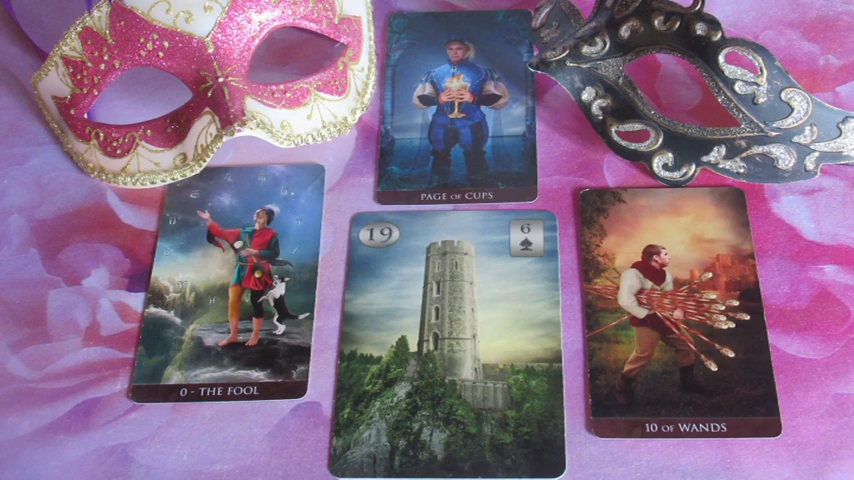 PAGE OF CUPS
0 - THE FOOL
19
6
10 OF WANDS